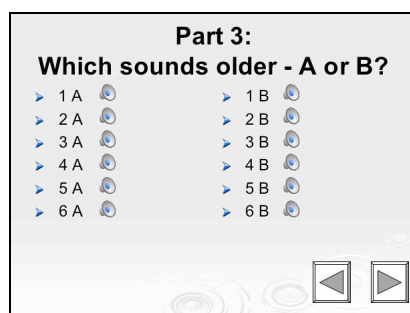 Part 3:
Which sounds older - A or B?
1 A
2 A
3 A
4 A
5 A
6 A
1 B
2 B
3 B
4 B
5 B
6 B